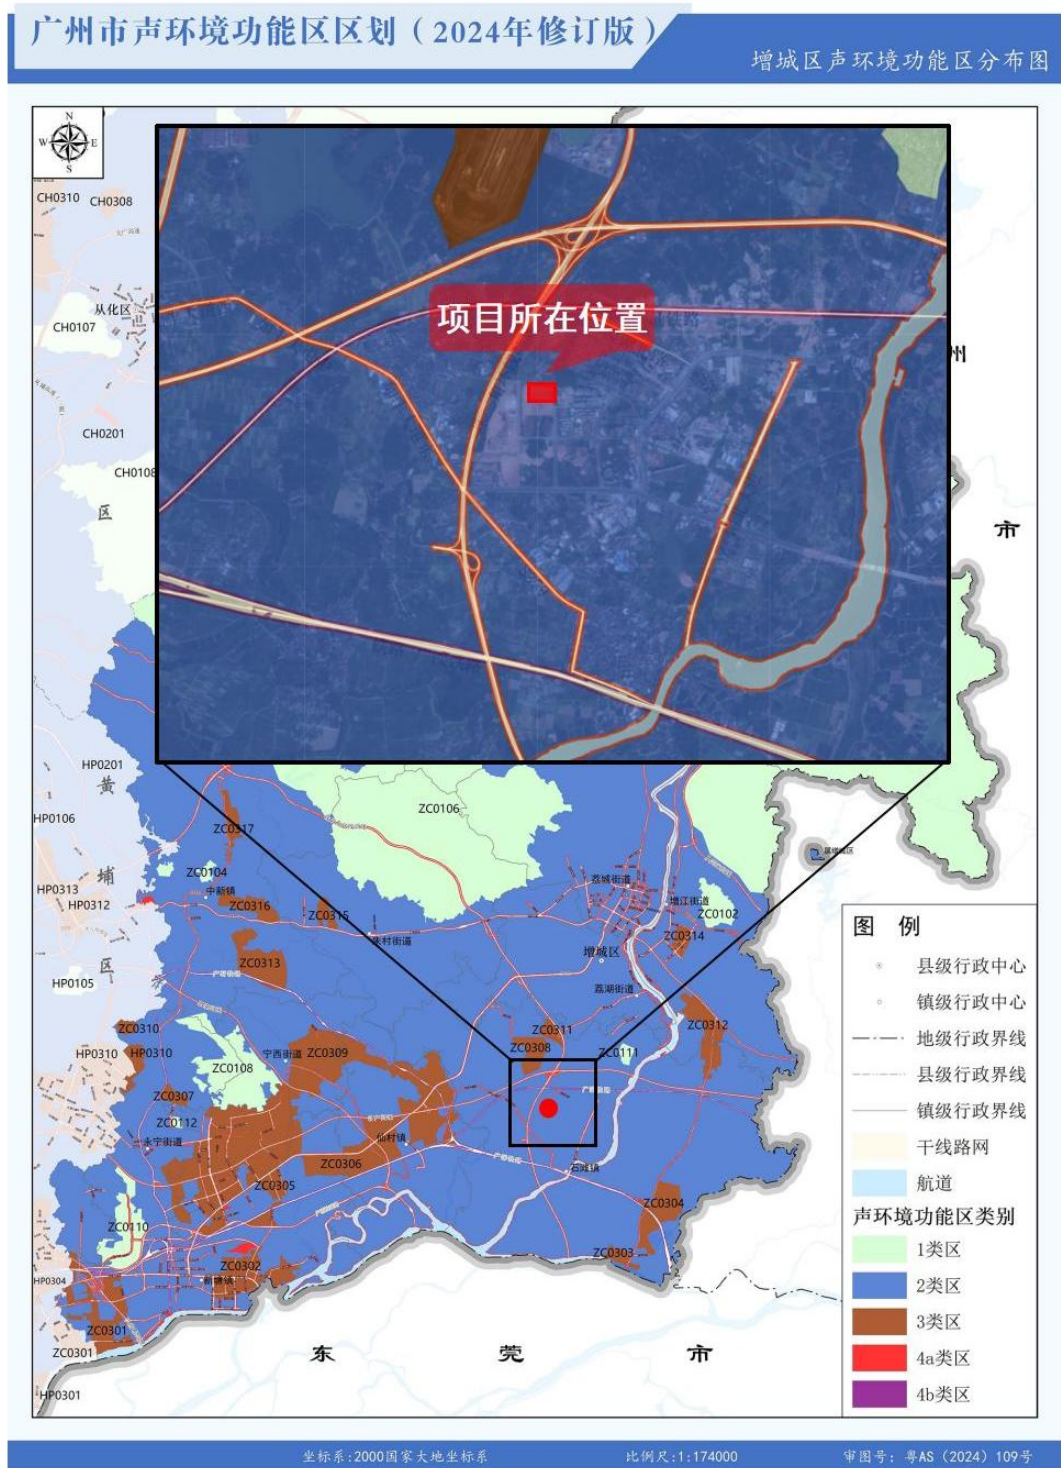 广州市声环境功能区区划（2024年修订版）
增城区声环境功能区分布图
N
W
E
S
CH0310
CH0308
从化区
CH0107
项目所在位置
州
CH0201
CH0108
区
市
HP0201
黄
ZC0106
HP0106
ZC0317
ZC0104
荔城街道
埔
中新镇
HP0313
增江街道
HP0312
ZC0316
ZC0315
ZC0102
朱村街道
ZC0314
图 例
区
ZC0313
增城区
县级行政中心
HP0105
荔湖街道
镇级行政中心
ZC0310
ZC0311
ZC0312
地级行政界线
HP0310
HP0310
宁西街道
ZC0309
ZC0308
ZC0111
ZC0108
县级行政界线
ZC0307
镇级行政界线
ZC0112
永宁街道
仙村镇
干线路网
ZC0306
石滩镇
航道
ZC0305
ZC0304
声环境功能区类别
ZC0110
1类区
ZC0302
ZC0303
HP0304
新塘镇
2类区
3类区
ZC0301
ZC0301
东
莞
市
4a类区
HP0301
4b类区
坐标系:2000国家大地坐标系
比例尺:1:174000
审图号：粤AS（2024）109号